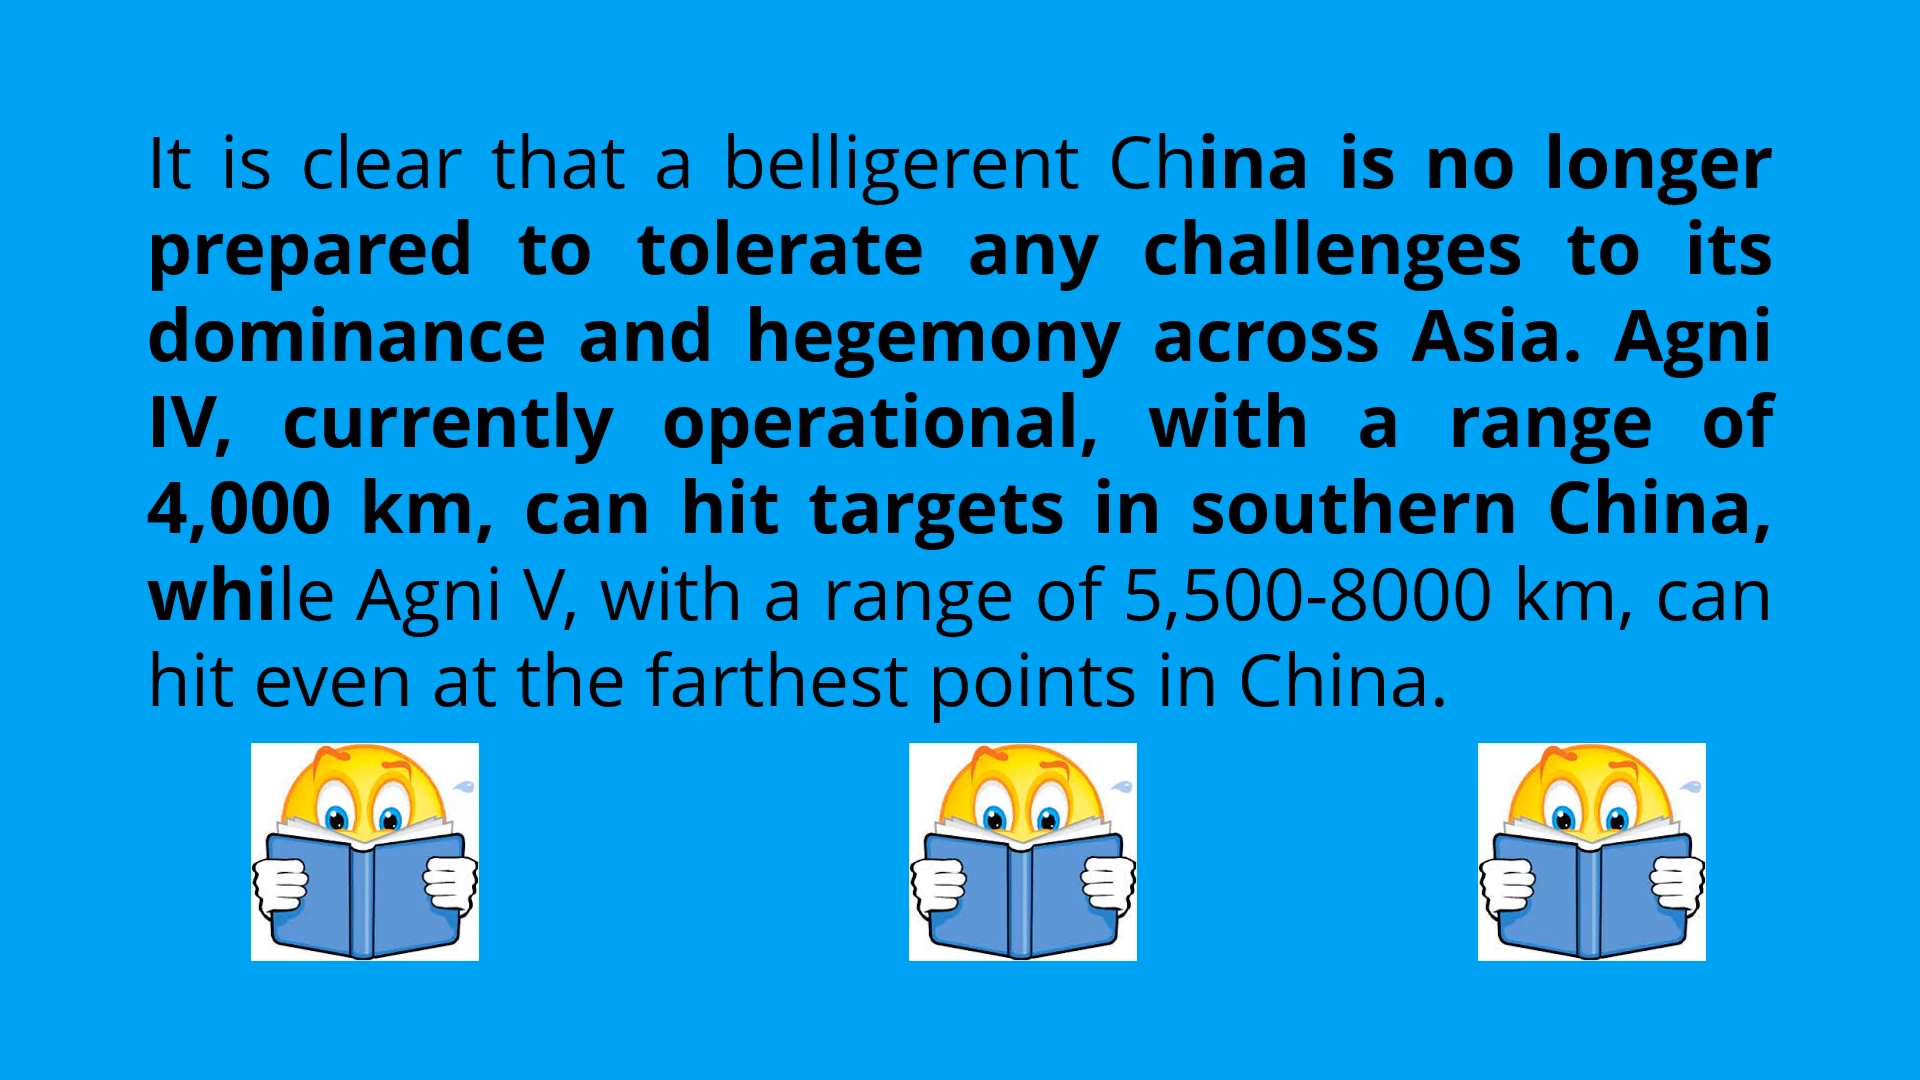 It is clear that a belligerent China is no longer
prepared to tolerate any challenges to its
dominance and hegemony across Asia. Agni
IV, currently operational, with a range of
4,000 km, can hit targets in southern China,
while Agni V, with a range of 5,500-8000 km, can
hit even at the farthest points in China.